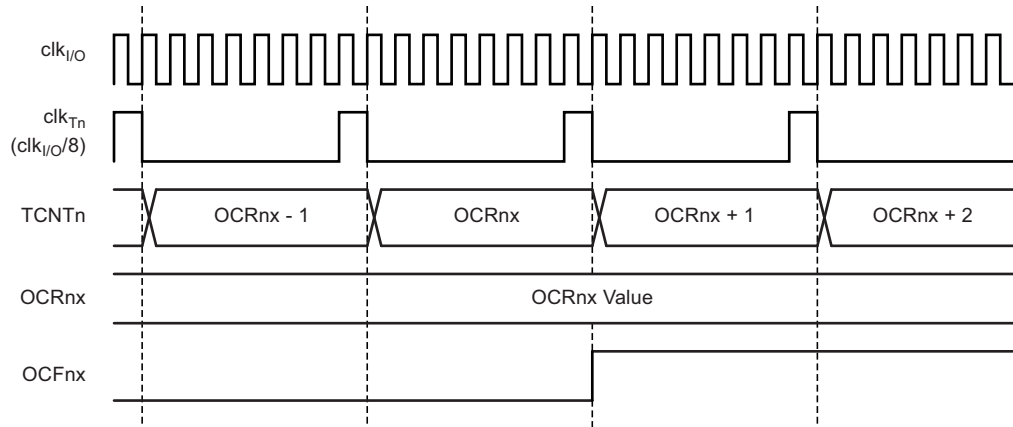 clkI/O
clkTn
(clkI/O/8)
TCNTn OCRnx - 1 OCRnx OCRnx + 1 OCRnx + 2
OCRnx OCRnx Value
OCFnx